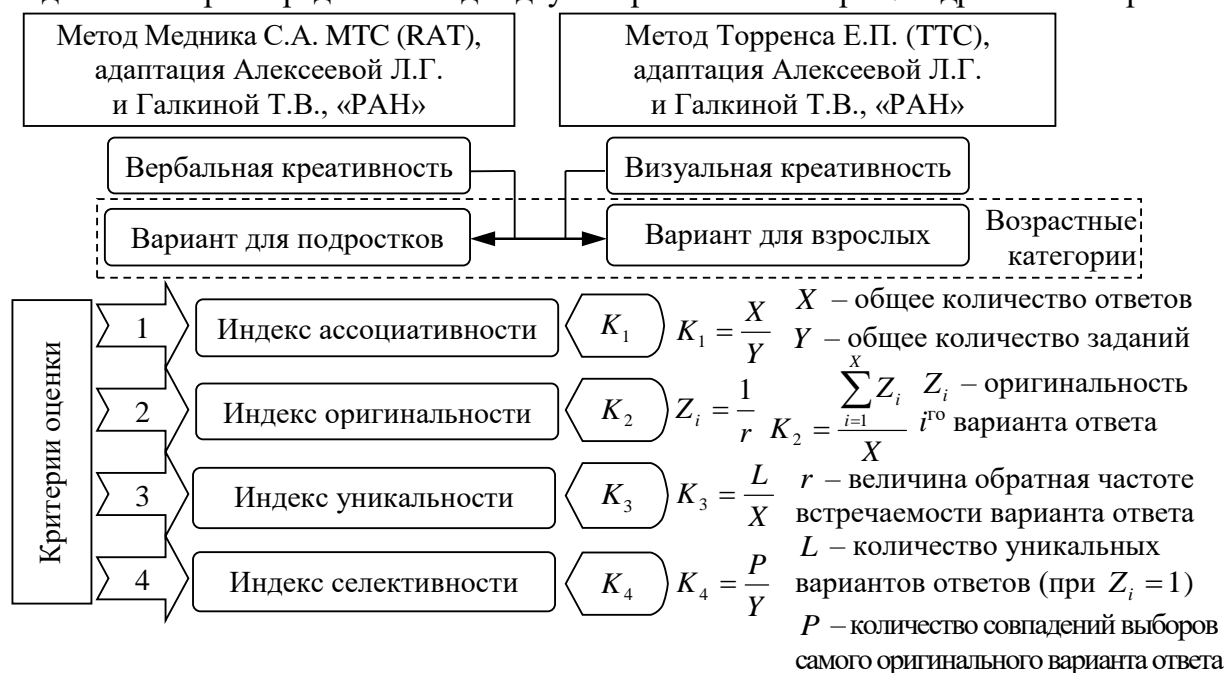 Метод Медника С.А. МТС (RAT),
адаптация Алексеевой Л.Г.
и Галкиной Т.В., «РАН»
Метод Торренса Е.П. (ТТС),
адаптация Алексеевой Л.Г.
и Галкиной Т.В., «РАН»
Вербальная креативность
Визуальная креативность
Вариант для подростков
Вариант для взрослых
Возрастные
категории
Критерии оценки
1
Индекс ассоциативности
K₁
K₁ = X/Y
X – общее количество ответов
Y – общее количество заданий
2
Индекс оригинальности
K₂
Zᵢ = 1/r
K₂ = ∑ᵢ₌₁ˣ Zᵢ / X
Zᵢ – оригинальность
iго варианта ответа
3
Индекс уникальности
K₃
K₃ = L/X
r – величина обратная частоте
встречаемости варианта ответа
4
Индекс селективности
K₄
K₄ = P/Y
L – количество уникальных
вариантов ответов (при Zᵢ = 1)
P – количество совпадений выборов
самого оригинального варианта ответа